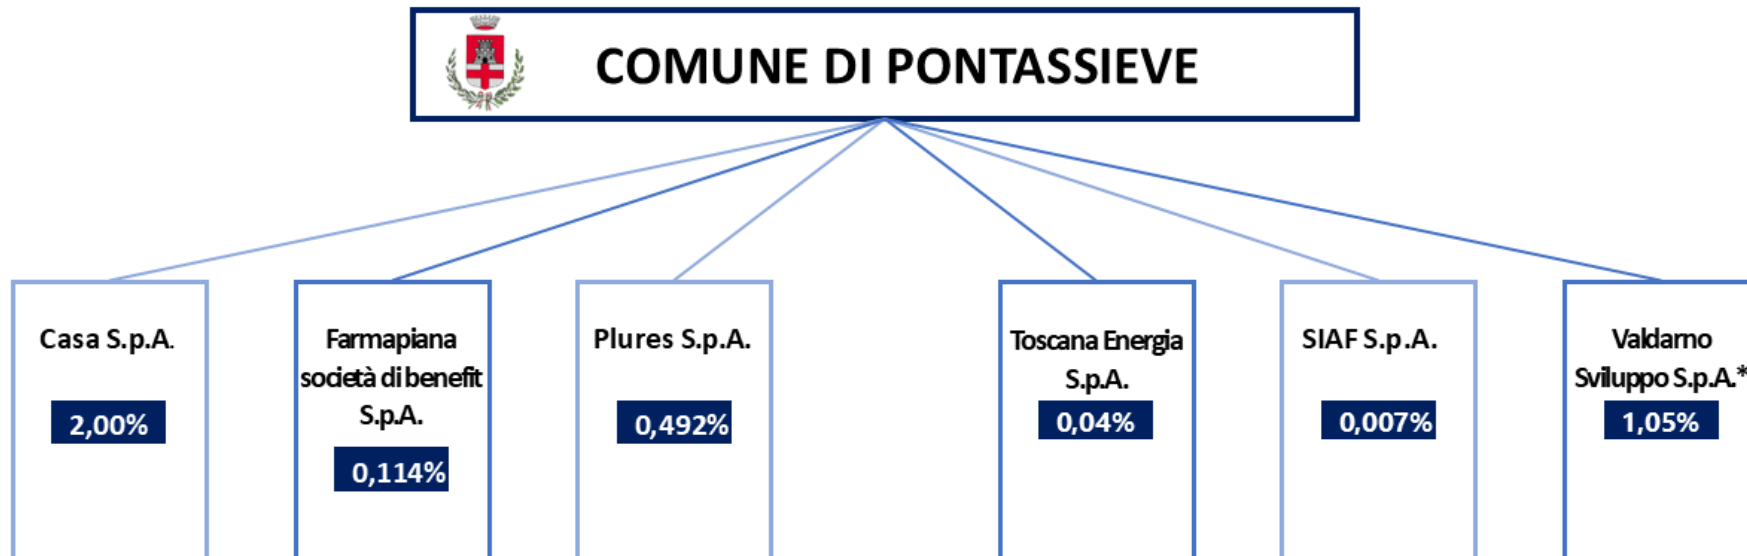 COMUNE DI PONTASSIEVE
Casa S.p.A.
2,00%
Farmapiana
società di benefit
S.p.A.
0,114%
Plures S.p.A.
0,492%
Toscana Energia
S.p.A.
0,04%
SIAF S.p.A.
0,007%
Valdarno
Sviluppo S.p.A.*
1,05%